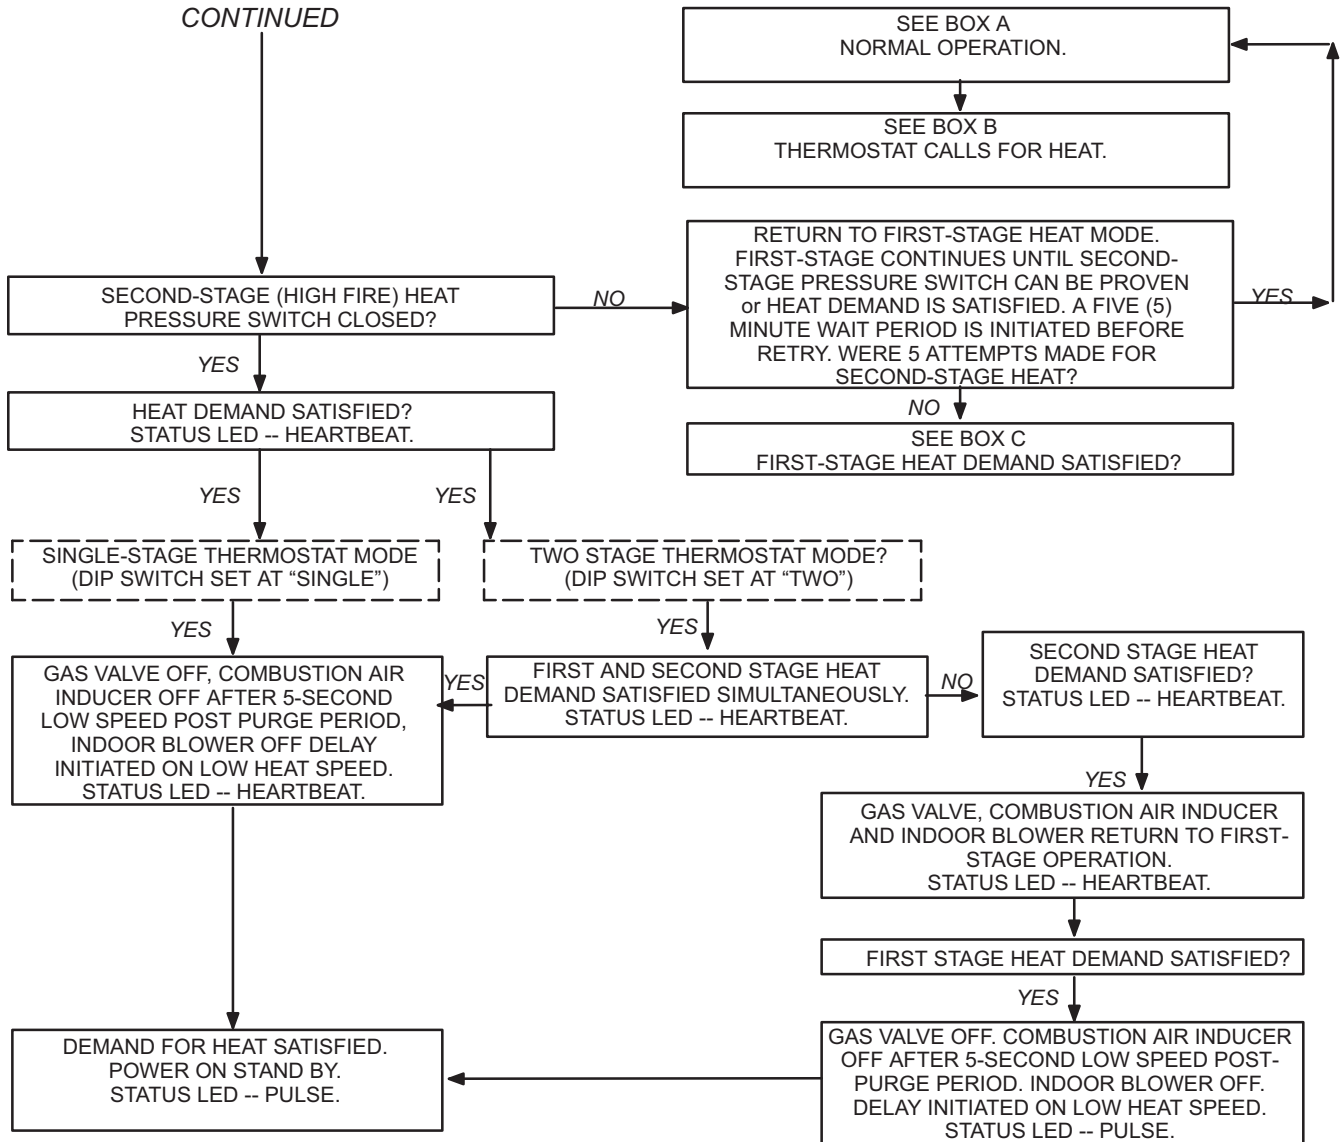 CONTINUED
SEE BOX A
NORMAL OPERATION.
SEE BOX B
THERMOSTAT CALLS FOR HEAT.
RETURN TO FIRST-STAGE HEAT MODE.
FIRST-STAGE CONTINUES UNTIL SECOND-
STAGE PRESSURE SWITCH CAN BE PROVEN
or HEAT DEMAND IS SATISFIED. A FIVE (5)
MINUTE WAIT PERIOD IS INITIATED BEFORE
RETRY. WERE 5 ATTEMPTS MADE FOR
SECOND-STAGE HEAT?
YES
SECOND-STAGE (HIGH FIRE) HEAT
PRESSURE SWITCH CLOSED?
NO
YES
NO
HEAT DEMAND SATISFIED?
STATUS LED -- HEARTBEAT.
SEE BOX C
FIRST-STAGE HEAT DEMAND SATISFIED?
YES
YES
SINGLE-STAGE THERMOSTAT MODE
(DIP SWITCH SET AT “SINGLE”)
TWO STAGE THERMOSTAT MODE?
(DIP SWITCH SET AT “TWO”)
YES
YES
GAS VALVE OFF, COMBUSTION AIR
INDUCER OFF AFTER 5-SECOND
LOW SPEED POST PURGE PERIOD,
INDOOR BLOWER OFF DELAY
INITIATED ON LOW HEAT SPEED.
STATUS LED -- HEARTBEAT.
YES
FIRST AND SECOND STAGE HEAT
DEMAND SATISFIED SIMULTANEOUSLY.
STATUS LED -- HEARTBEAT.
NO
SECOND STAGE HEAT
DEMAND SATISFIED?
STATUS LED -- HEARTBEAT.
YES
GAS VALVE, COMBUSTION AIR INDUCER
AND INDOOR BLOWER RETURN TO FIRST-
STAGE OPERATION.
STATUS LED -- HEARTBEAT.
FIRST STAGE HEAT DEMAND SATISFIED?
YES
DEMAND FOR HEAT SATISFIED.
POWER ON STAND BY.
STATUS LED -- PULSE.
GAS VALVE OFF. COMBUSTION AIR INDUCER
OFF AFTER 5-SECOND LOW SPEED POST-
PURGE PERIOD. INDOOR BLOWER OFF.
DELAY INITIATED ON LOW HEAT SPEED.
STATUS LED -- PULSE.